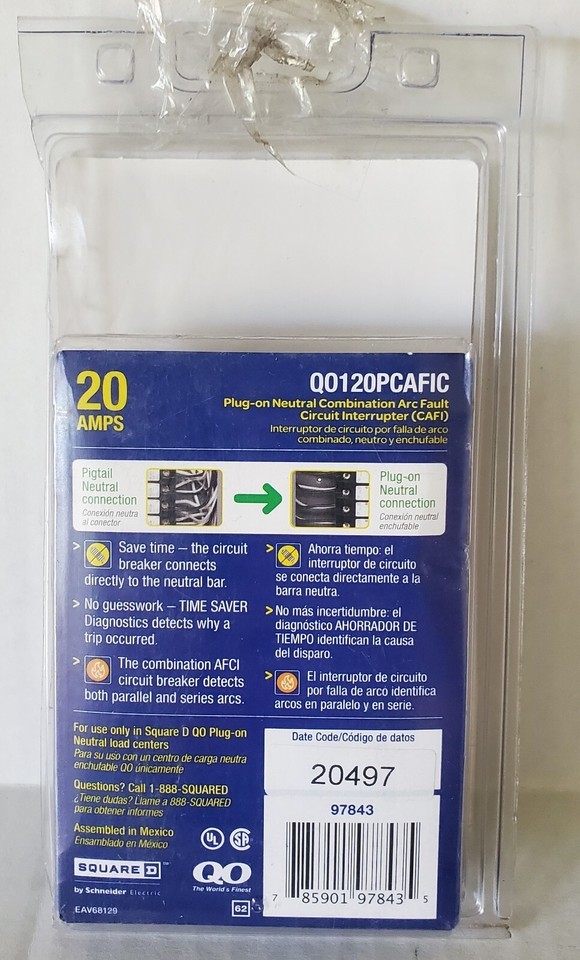 20
AMPS
QO120PCAFIC
Plug-on Neutral Combination Arc Fault
Circuit Interrupter (CAFI)
Interruptor de circuito por falla de arco
combinado, neutro y enchufable
Pigtail
Neutral
connection
Conexión neutra
al conector
Plug-on
Neutral
connection
Conexión neutral
enchufable
> Save time – the circuit
breaker connects
directly to the neutral bar.
> No guesswork – TIME SAVER
Diagnostics detects why a
trip occurred.
> The combination AFCI
circuit breaker detects
both parallel and series arcs.
> Ahorra tiempo: el
interruptor de circuito
se conecta directamente a la
barra neutra.
> No más incertidumbre: el
diagnóstico AHORRADOR DE
TIEMPO identifican la causa
del disparo.
> El interruptor de circuito
por falla de arco identifica
arcos en paralelo y en serie.
For use only in Square D QO Plug-on
Neutral load centers
Para su uso con un centro de carga neutra
enchufable QO únicamente
Questions? Call 1-888-SQUARED
¿Tiene dudas? Llame a 888-SQUARED
para obtener informes
Assembled in Mexico
Ensamblado en México
UL
SA
SQUARE D
by Schneider Electric
QO
The World's Finest
EAV68129
62
Date Code/Código de datos
20497
97843
7 85901 97843 5